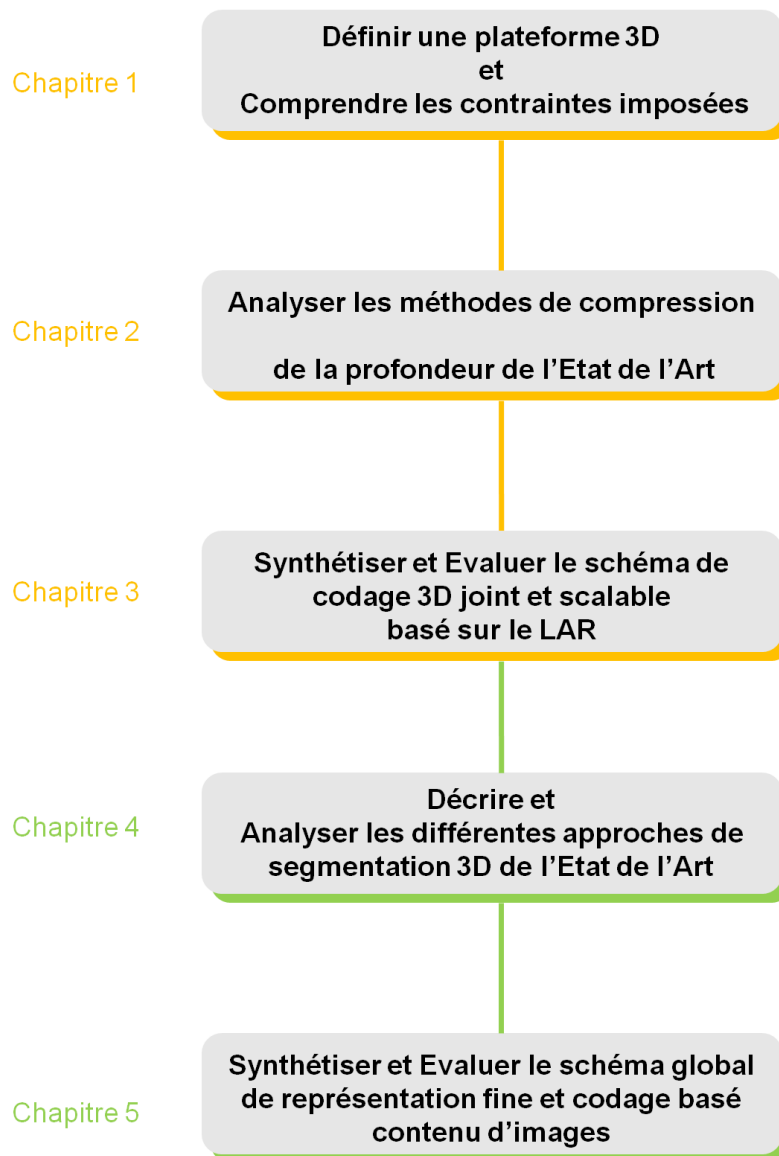 Chapitre 1
Définir une plateforme 3D
et
Comprendre les contraintes imposées
Chapitre 2
Analyser les méthodes de compression
de la profondeur de l’Etat de l’Art
Chapitre 3
Synthétiser et Evaluer le schéma de
codage 3D joint et scalable
basé sur le LAR
Chapitre 4
Décrire et
Analyser les différentes approches de
segmentation 3D de l’Etat de l’Art
Chapitre 5
Synthétiser et Evaluer le schéma global
de représentation fine et codage basé
contenu d’images